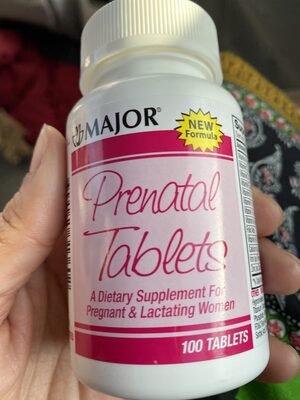 MAJOR®
NEW
Formula
Prenatal
Tablets
A Dietary Supplement For
Pregnant & Lactating Women
100 TABLETS